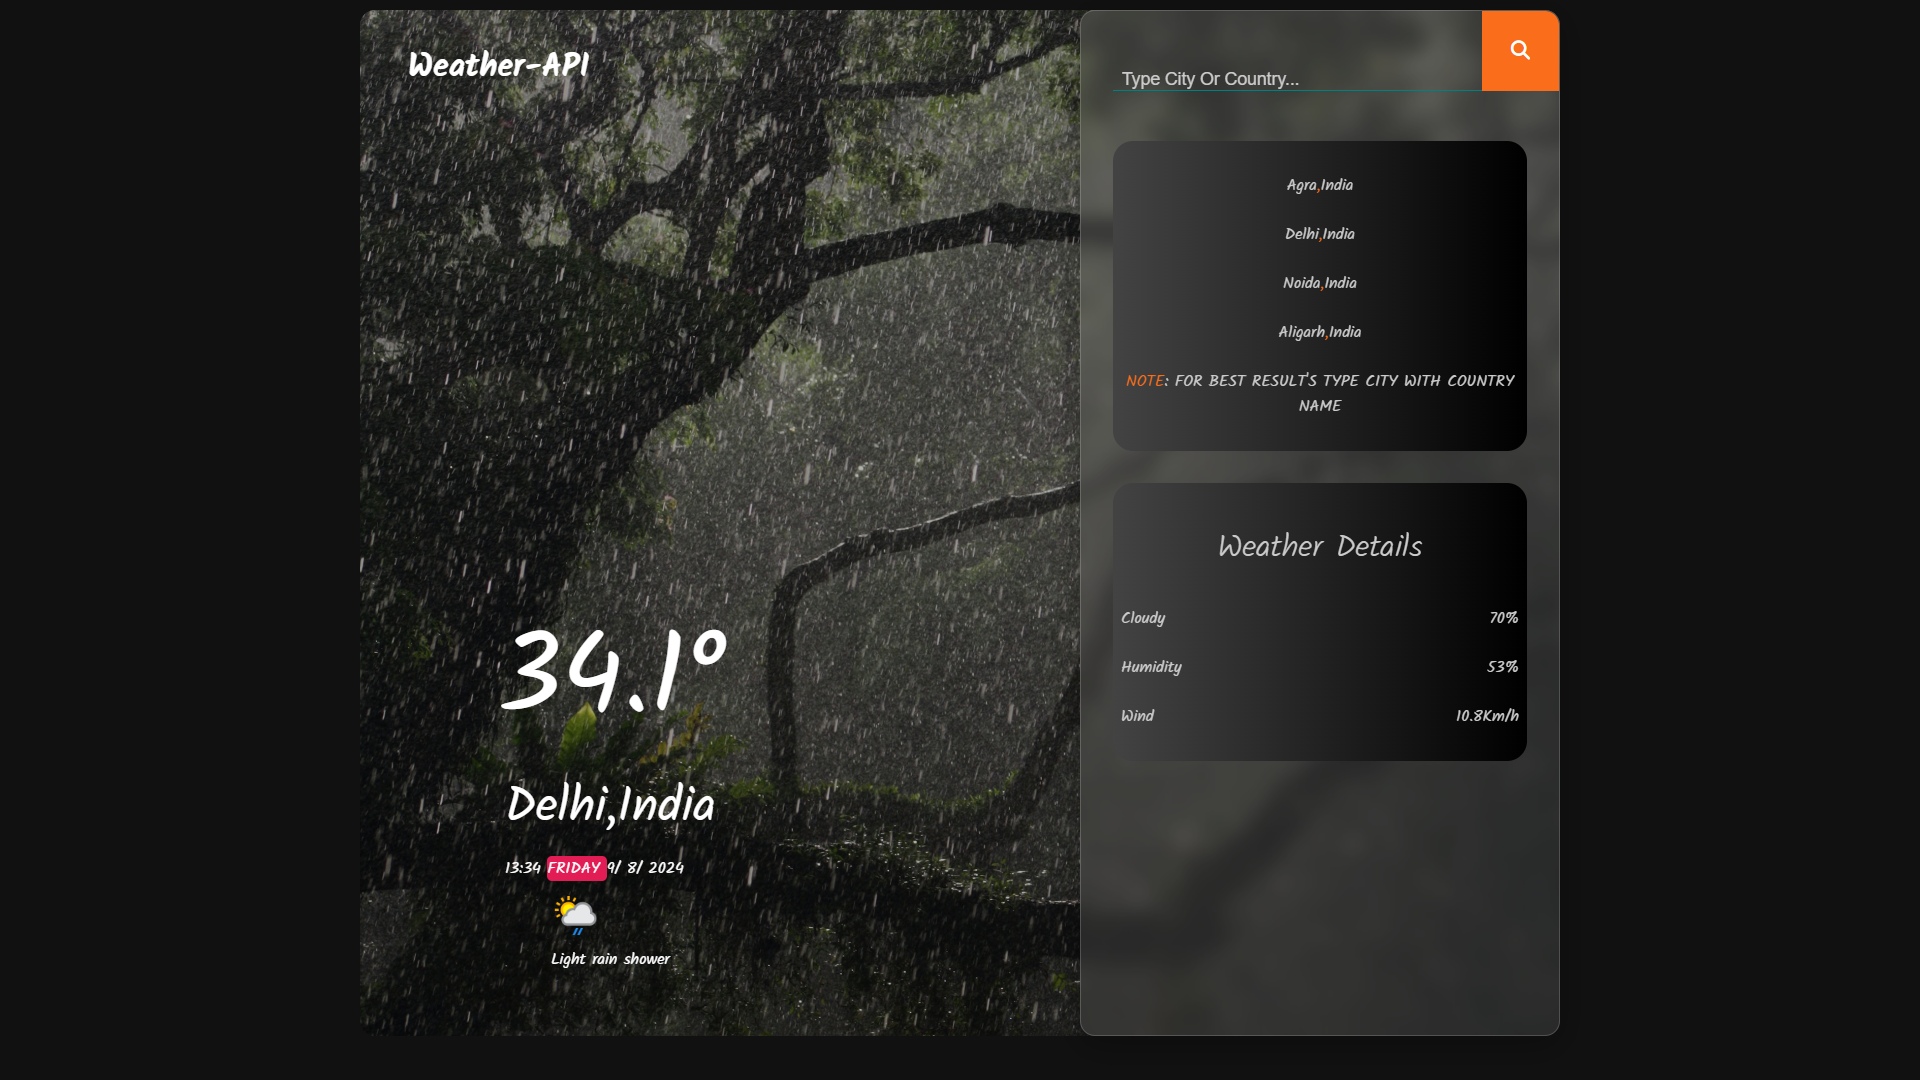 Weather-API
Type City Or Country...
Agra,India
Delhi,India
Noida,India
Aligarh,India
NOTE: FOR BEST RESULT'S TYPE CITY WITH COUNTRY
NAME
Weather Details
Cloudy 70%
Humidity 53%
Wind 10.8Km/h
34.1°
Delhi,India
13:34 FRIDAY 9/ 8/ 2024
Light rain shower